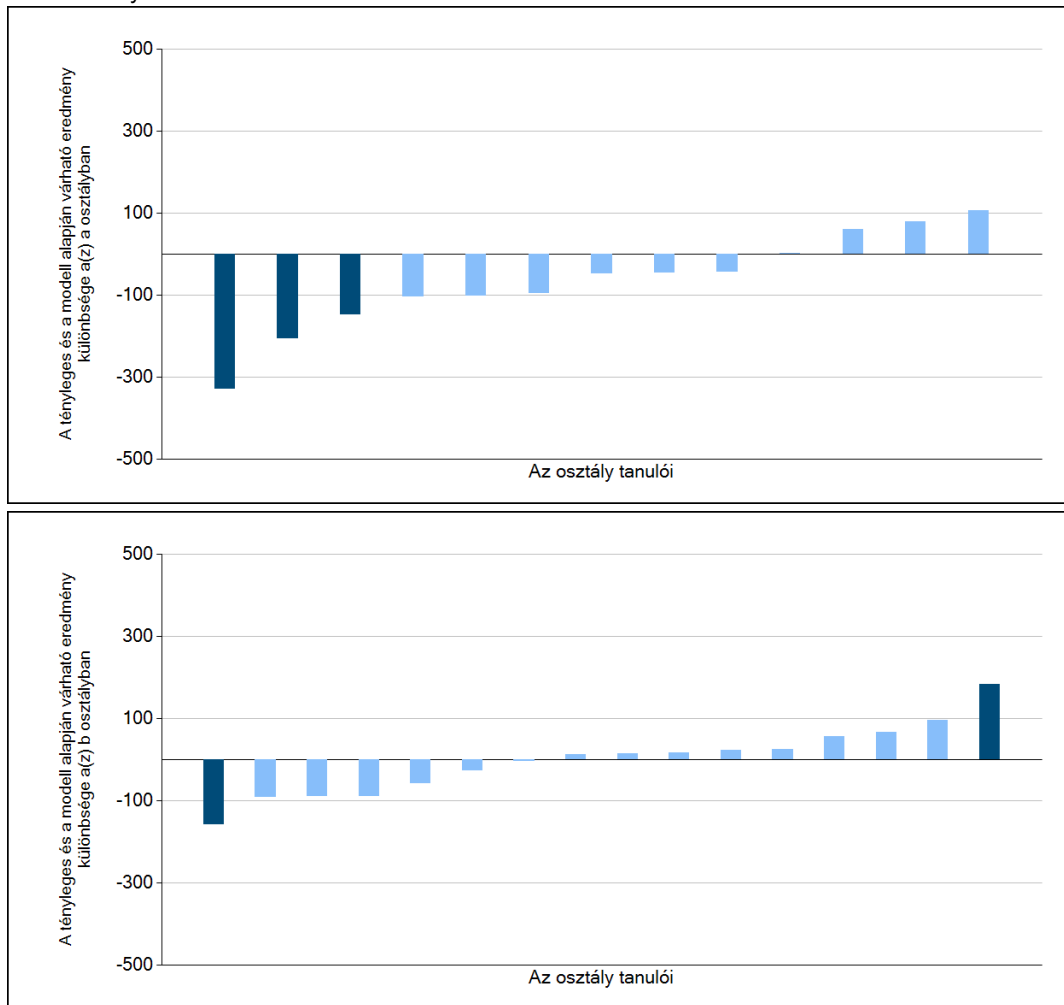 500
300
100
-100
-300
-500
A tényleges és a modell alapján várható eredmény
különbsége a(z) a osztályban
Az osztály tanulói
500
300
100
-100
-300
-500
A tényleges és a modell alapján várható eredmény
különbsége a(z) b osztályban
Az osztály tanulói